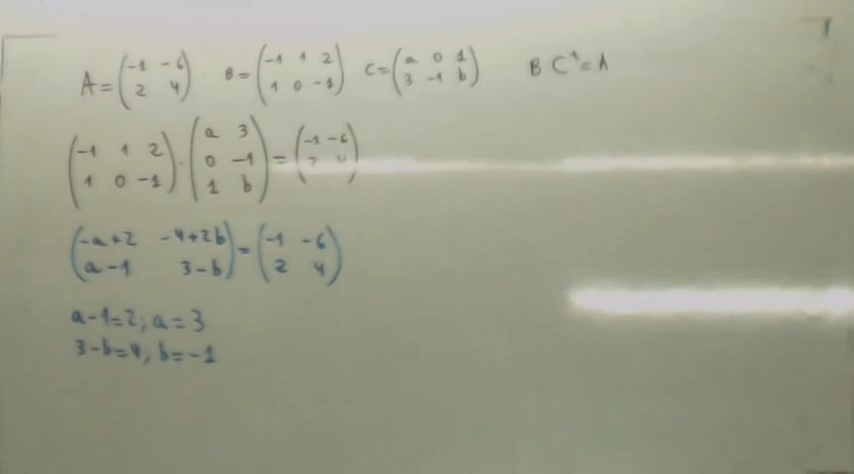 A = (-1 -6; 2 4) B = (-1 1 2; 1 0 -1) C = (a 0 1; 3 -1 b) B Cᵗ = A
(-1 1 2; 1 0 -1) · (a 3; 0 -1; 1 b) = (-1 -6; 2 4)
(-a+2 -4+2b; a-1 3-b) = (-1 -6; 2 4)
a-1=2; a=3
3-b=4, b=-1